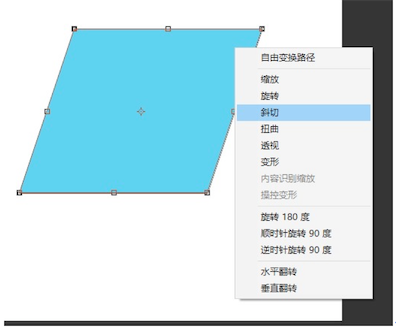 自由变换路径
缩放
旋转
斜切
扭曲
透视
变形
内容识别缩放
操控变形
旋转 180 度
顺时针旋转 90 度
逆时针旋转 90 度
水平翻转
垂直翻转